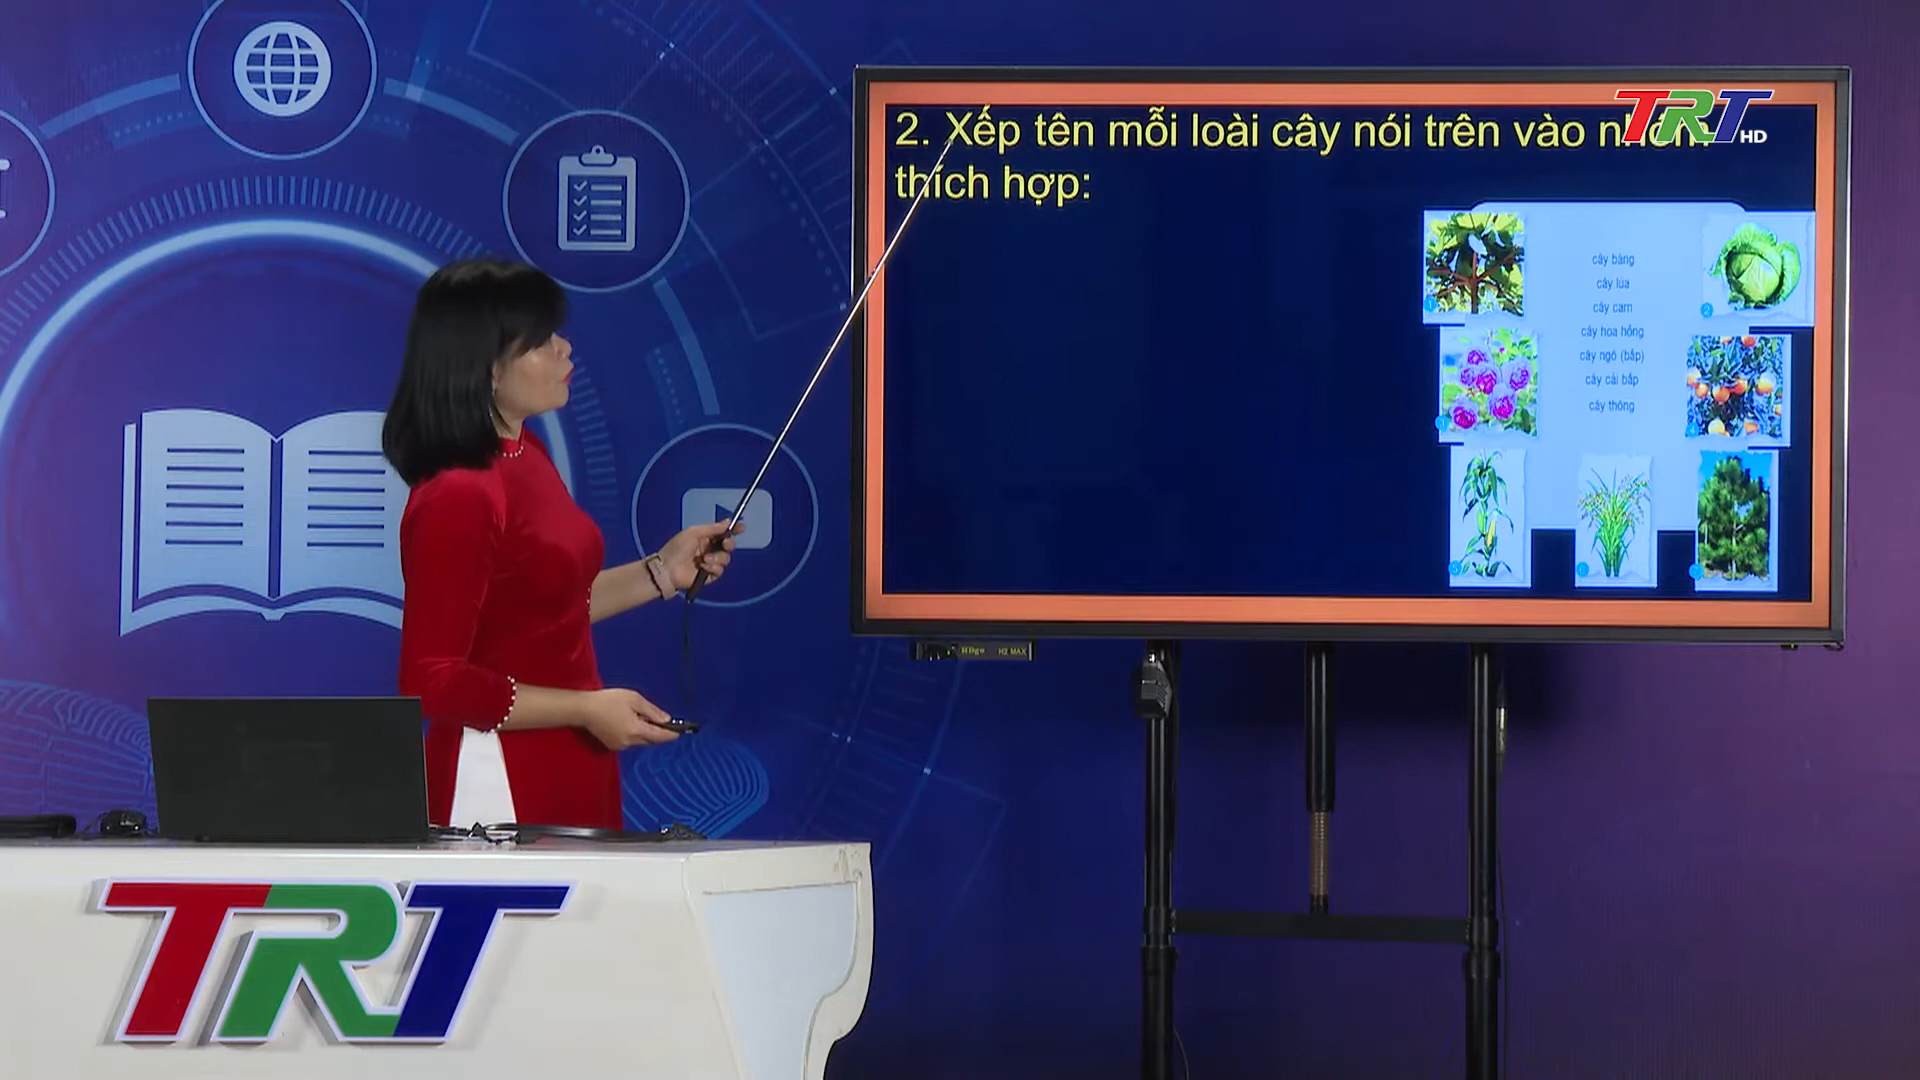 2. Xếp tên mỗi loài cây nói trên vào nhóm
thích hợp:
TRT HD
cây bàng
cây lúa
cây cam
cây hoa hồng
cây ngô (bắp)
cây cải bắp
cây thông
HDgo H2 MAX
TRT